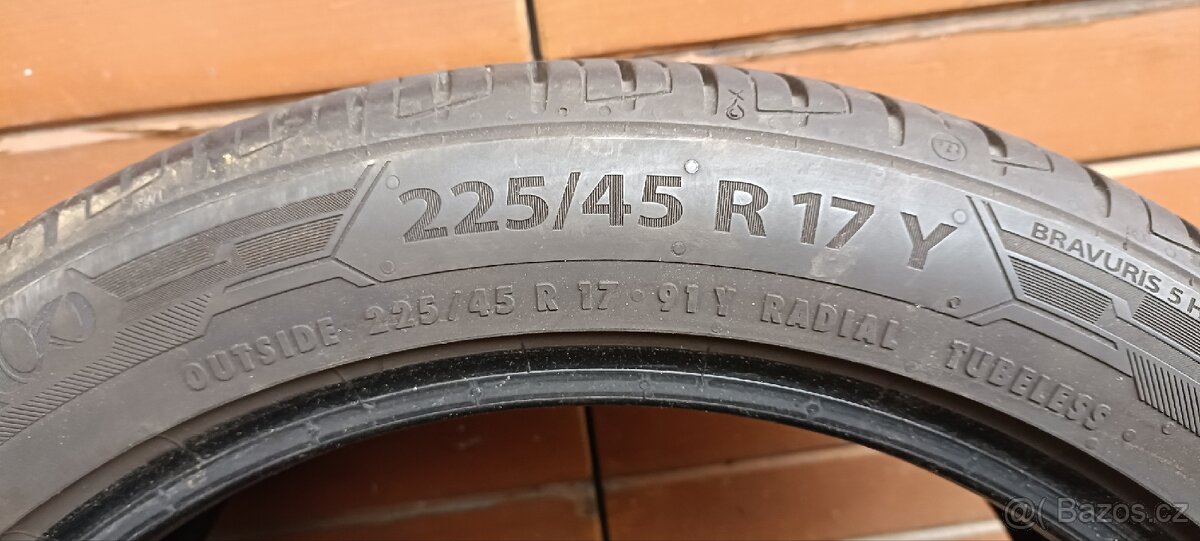 225/45 R 17 Y
BRAVURIS 5 H
OUTSIDE 225/45 R 17 · 91 Y RADIAL TUBELESS
@( Bazos.cz